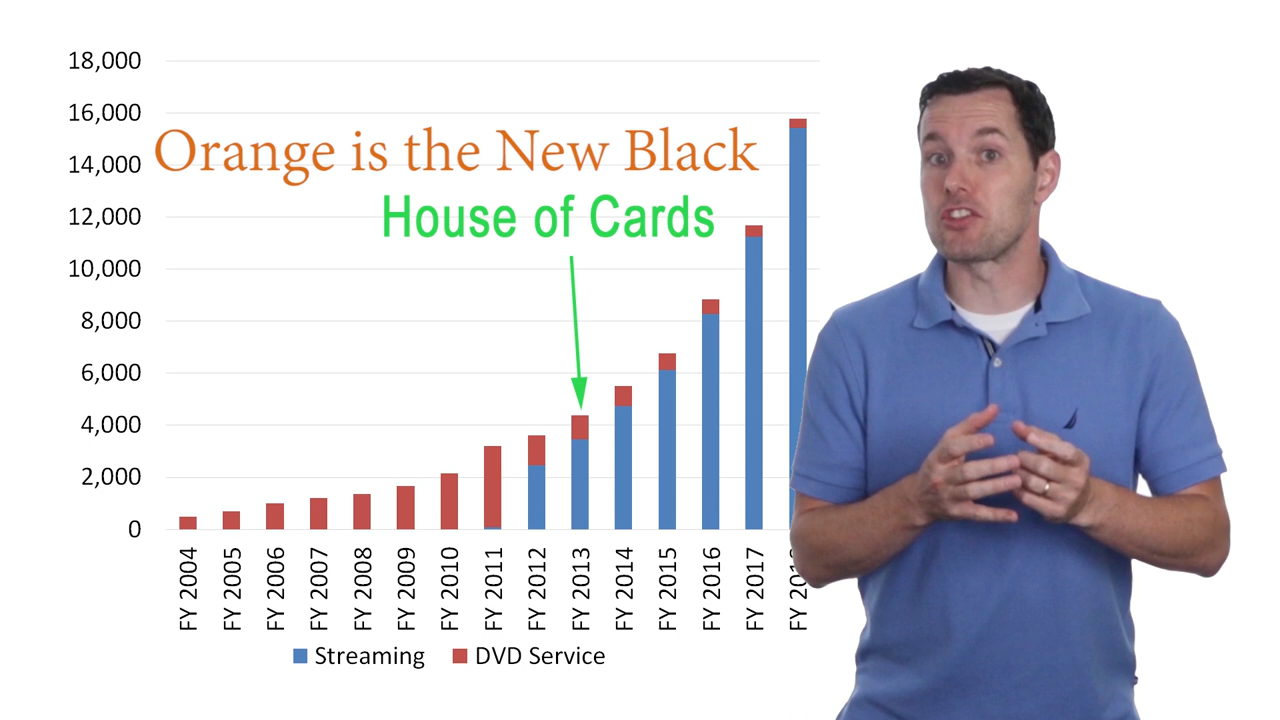 18,000
16,000
14,000
12,000
10,000
8,000
6,000
4,000
2,000
0
Orange is the New Black
House of Cards
FY 2004
FY 2005
FY 2006
FY 2007
FY 2008
FY 2009
FY 2010
FY 2011
FY 2012
FY 2013
FY 2014
FY 2015
FY 2016
FY 2017
FY 2018
Streaming
DVD Service